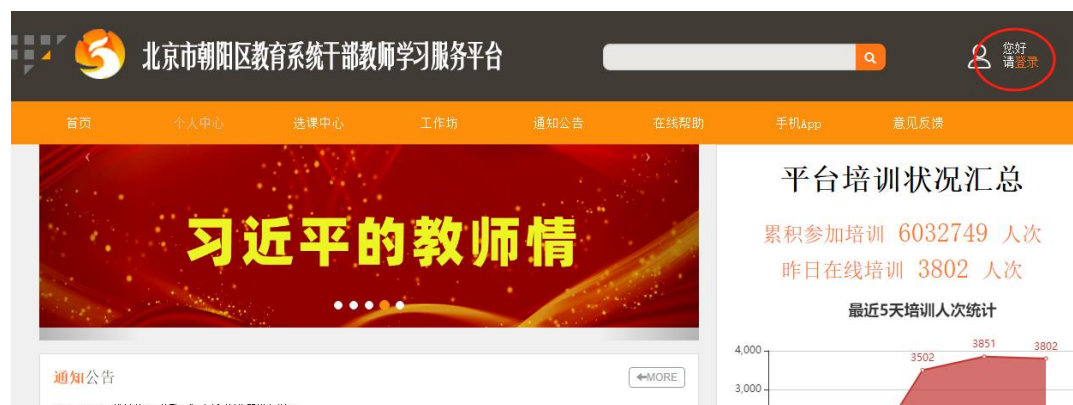 北京市朝阳区教育系统干部教师学习服务平台
您好
请登录
首页 个人中心 选课中心 工作坊 通知公告 在线帮助 手机App 意见反馈
习近平的教师情
平台培训状况汇总
累积参加培训 6032749 人次
昨日在线培训 3802 人次
最近5天培训人次统计
通知公告
MORE
4,000
3502
3851
3802
3,000